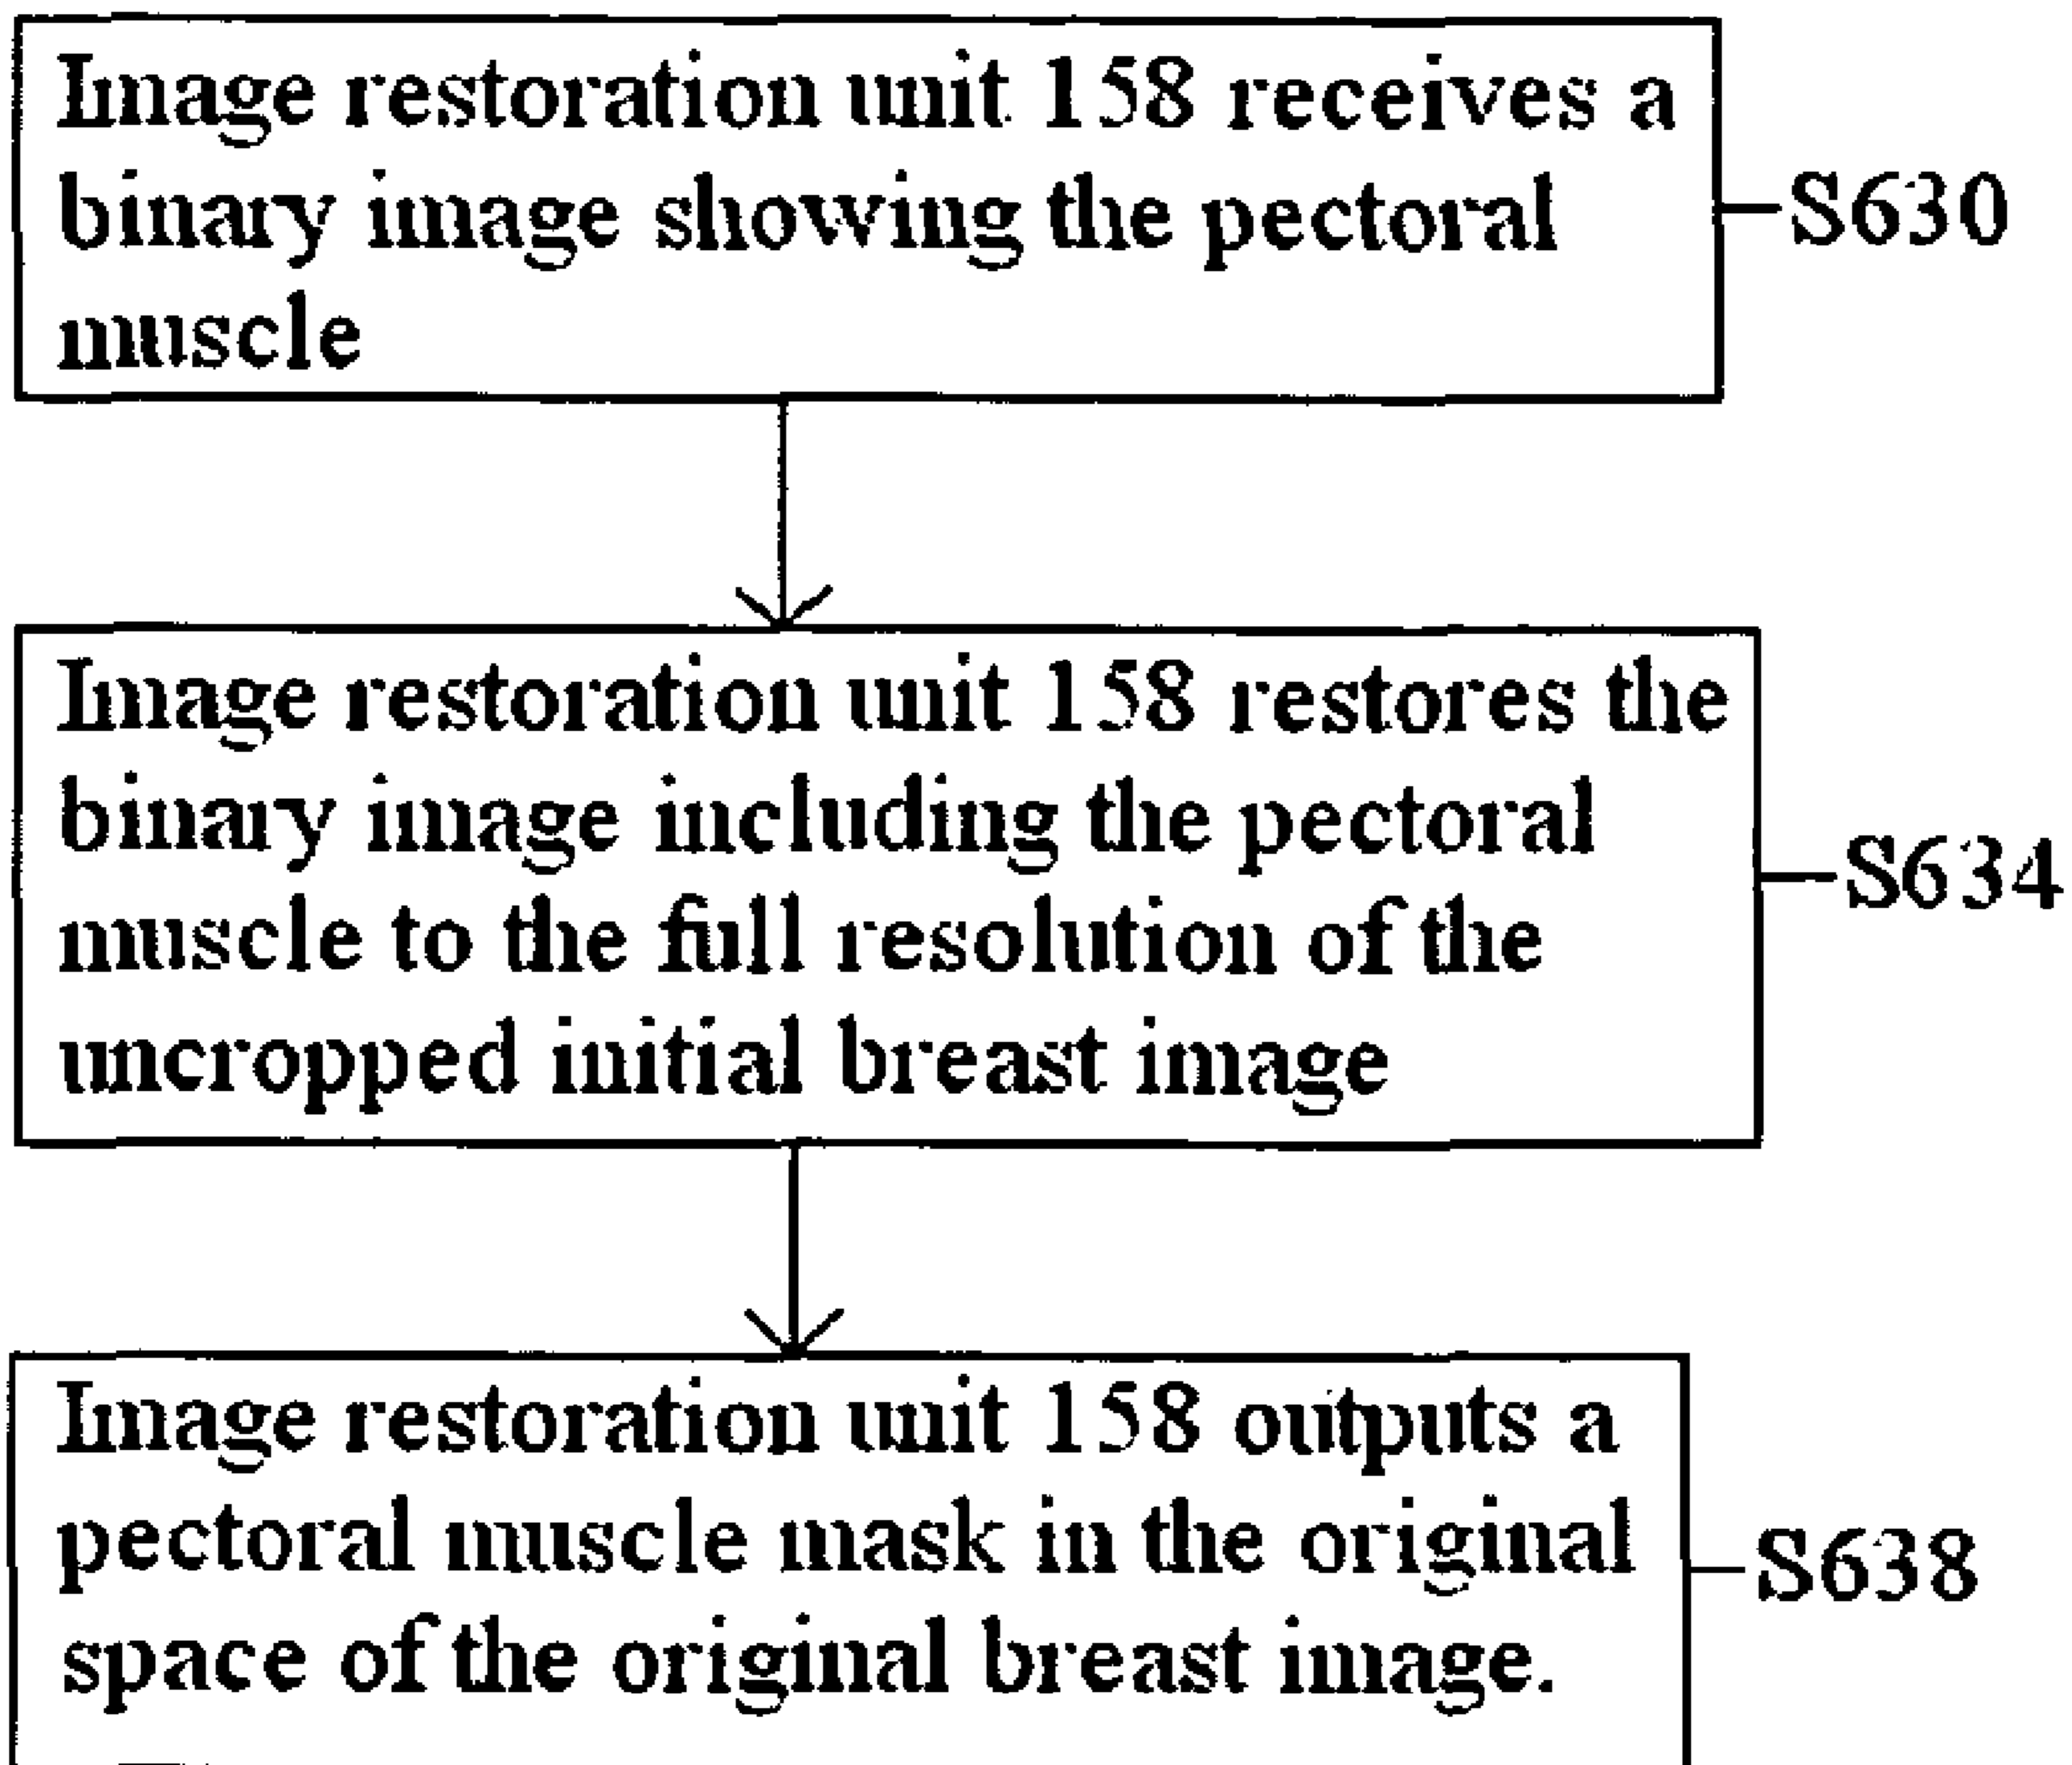 Image restoration unit 158 receives a
binary image showing the pectoral
muscle
S630
Image restoration unit 158 restores the
binary image including the pectoral
muscle to the full resolution of the
uncropped initial breast image
S634
Image restoration unit 158 outputs a
pectoral muscle mask in the original
space of the original breast image.
S638